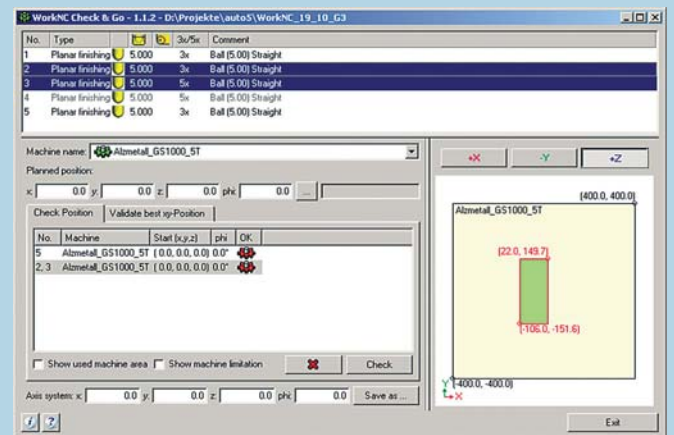 WorkNC Check & Go - 1.1.2 - D:\Projekte\auto5\WorkNC_19_10_G3
No. Type 3x/5x Comment
1 Planar finishing 5.000 3x Ball (5.00) Straight
2 Planar finishing 5.000 3x Ball (5.00) Straight
3 Planar finishing 5.000 5x Ball (5.00) Straight
4 Planar finishing 5.000 5x Ball (5.00) Straight
5 Planar finishing 5.000 3x Ball (5.00) Straight
Machine name: Alzmetall_GS1000_5T
Planned position:
x: 0.0 y: 0.0 z: 0.0 phi: 0.0 ...
Check Position Validate best xy-Position
No. Machine Start (x,y,z) phi OK
5 Alzmetall_GS1000_5T ( 0.0, 0.0, 0.0) 0.0°
2, 3 Alzmetall_GS1000_5T ( 0.0, 0.0, 0.0) 0.0°
Show used machine area Show machine limitation Check
Axis system: x: 0.0 y: 0.0 z: 0.0 phi: 0.0 Save as ...
+X -Y +Z
(400.0, 400.0)
Alzmetall_GS1000_5T
(22.0, 149.7)
(-106.0, -151.6)
(-400.0, -400.0)
Y
X
i ? Exit